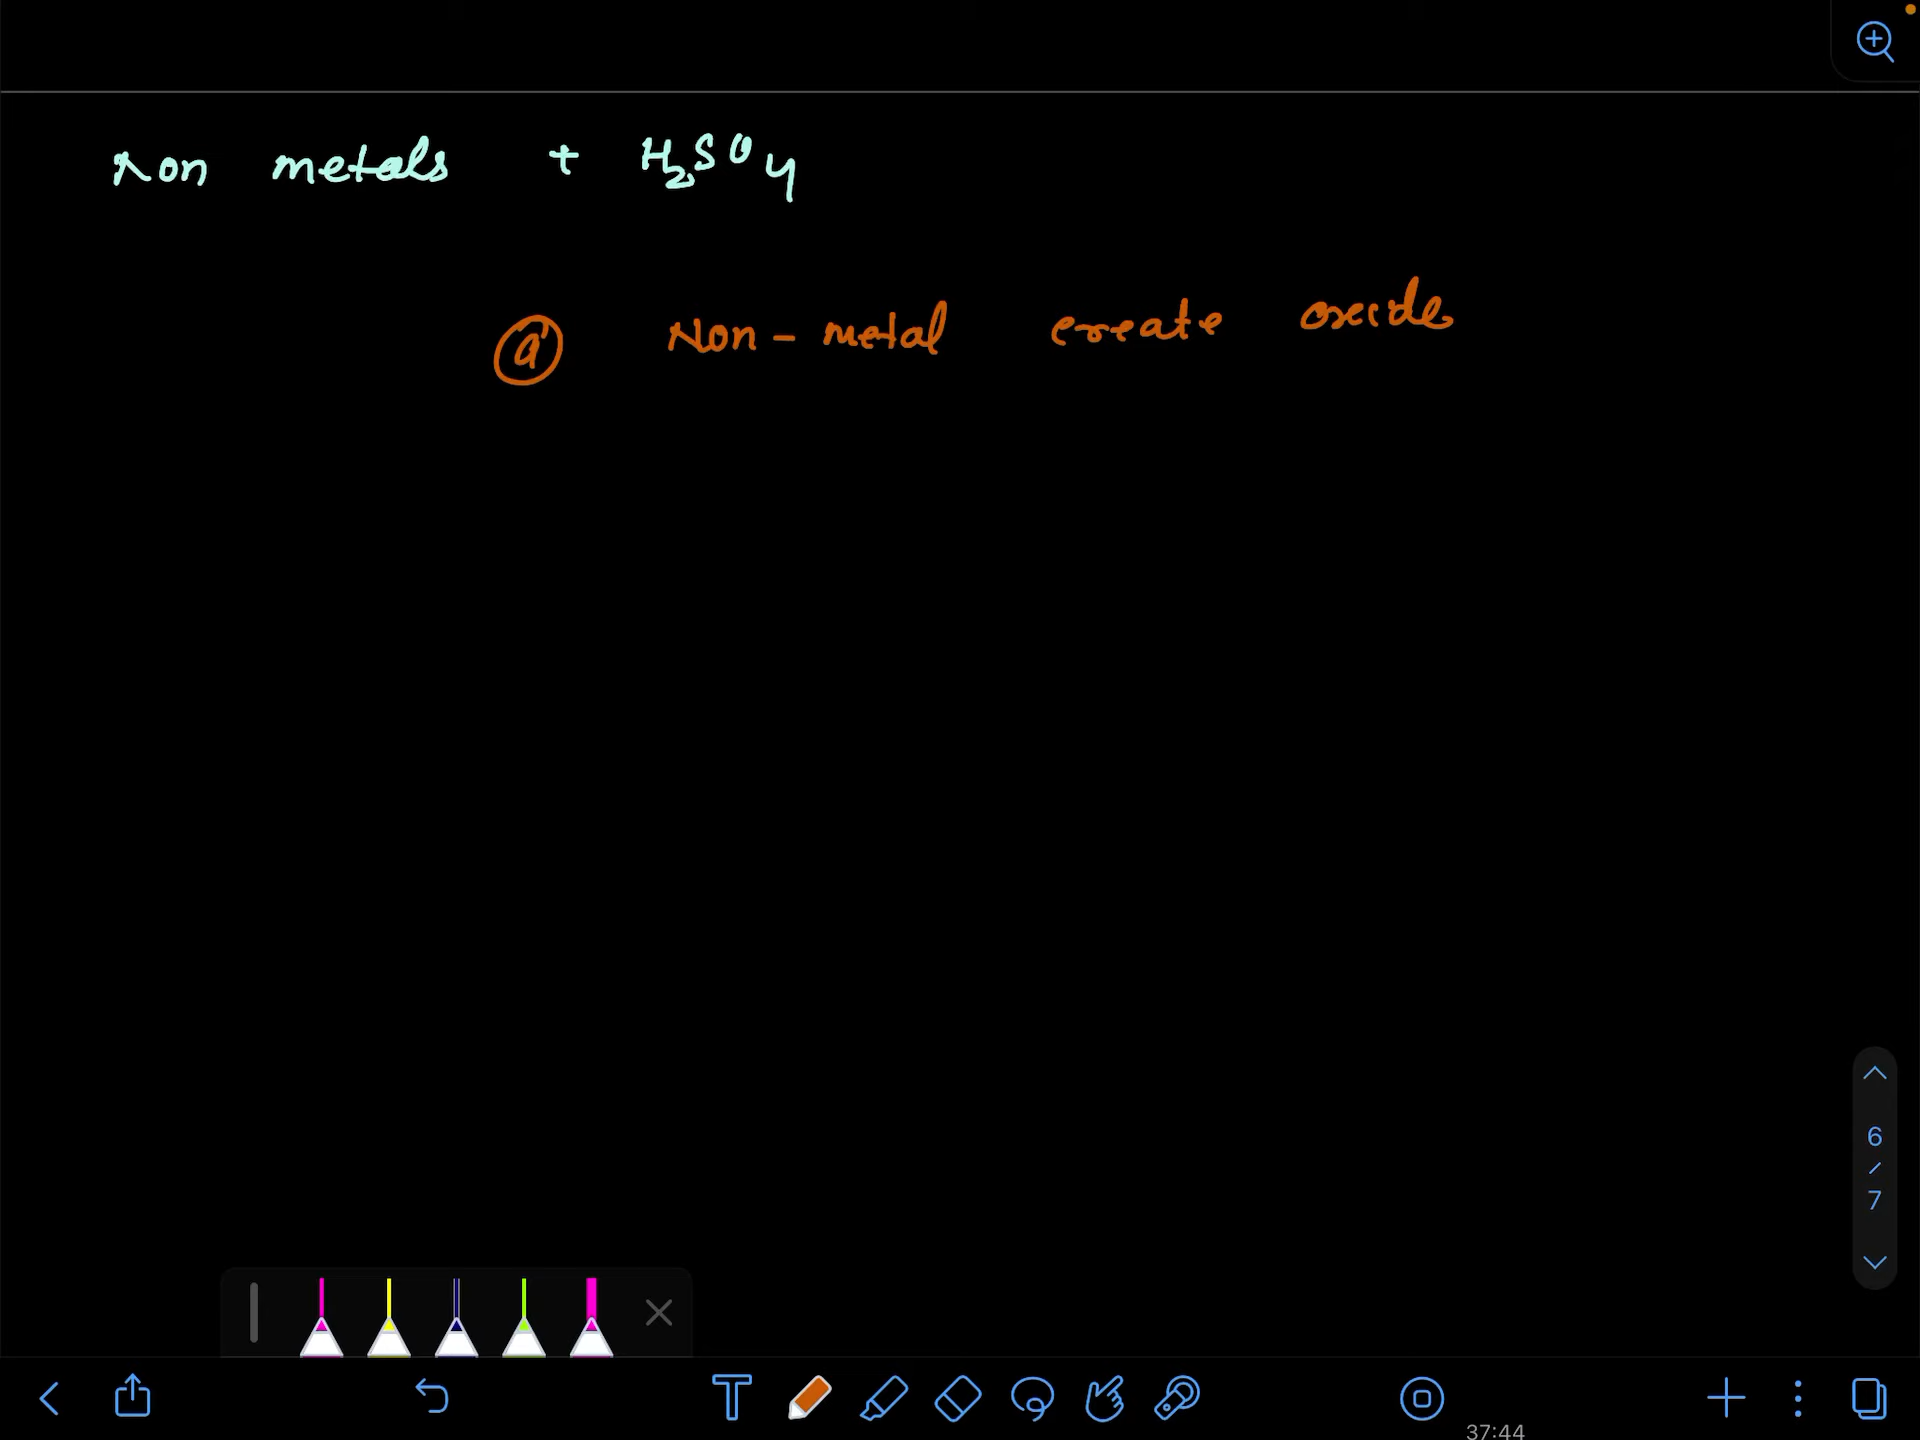 Non metals + H₂SO₄
ⓐ Non-metal create oxide
6
/
7
37:44